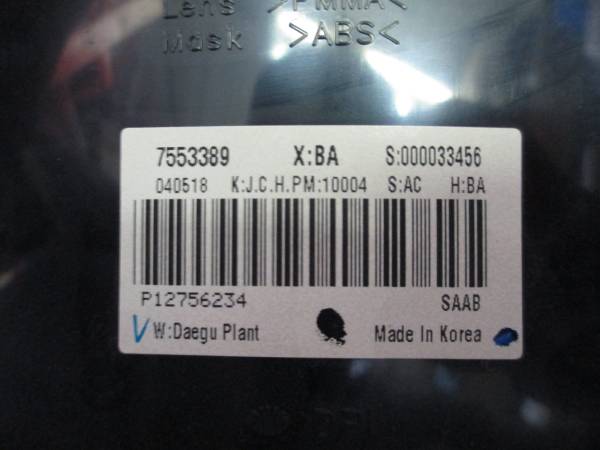 Lens >PMMA<
Mask >ABS<
7553389 X:BA S:000033456
040518 K:J.C.H.PM:10004 S:AC H:BA
P12756234 SAAB
W:Daegu Plant Made In Korea